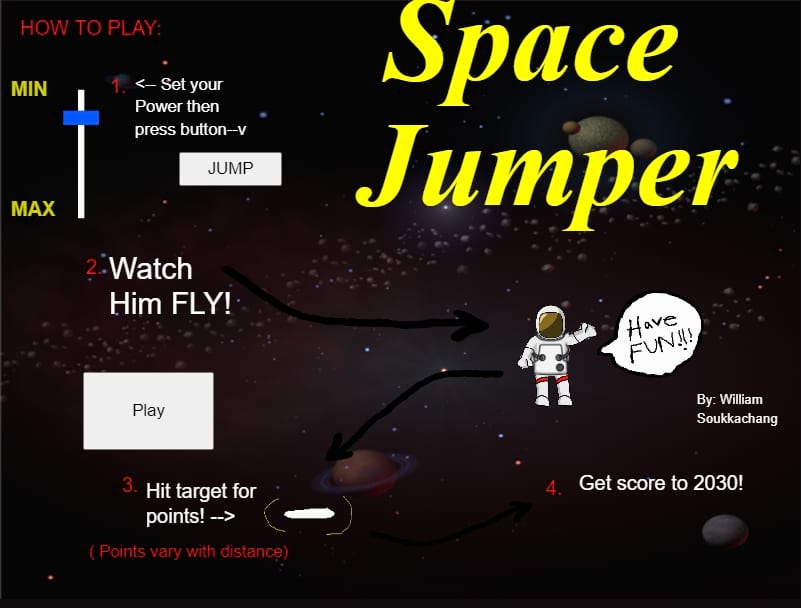 HOW TO PLAY:
Space
Jumper
MIN
MAX
1. <-- Set your
Power then
press button--v
JUMP
2. Watch
Him FLY!
Have
FUN!!!
By: William
Soukkachang
Play
3. Hit target for
points! -->
( Points vary with distance)
4. Get score to 2030!